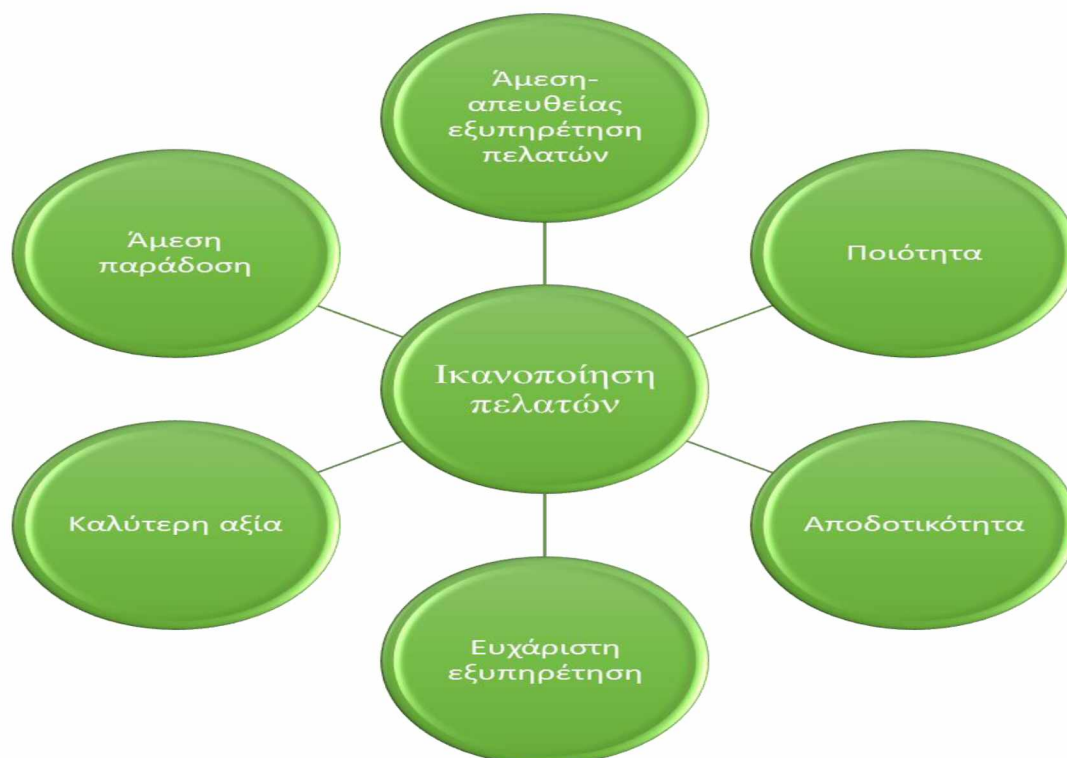 Άμεση-
απευθείας
εξυπηρέτηση
πελατών
Άμεση
παράδοση
Ποιότητα
Ικανοποίηση
πελατών
Καλύτερη αξία
Αποδοτικότητα
Ευχάριστη
εξυπηρέτηση